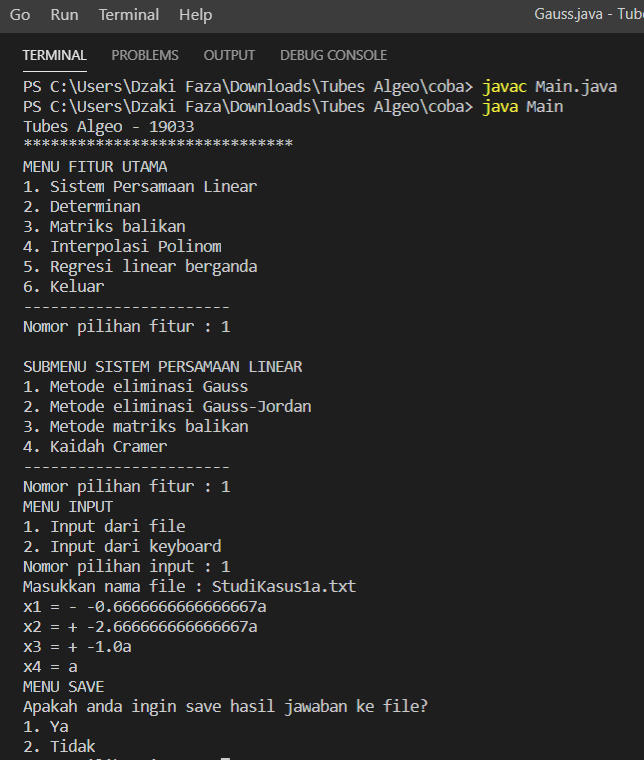 Go Run Terminal Help Gauss.java - Tube
TERMINAL PROBLEMS OUTPUT DEBUG CONSOLE
PS C:\Users\Dzaki Faza\Downloads\Tubes Algeo\coba> javac Main.java
PS C:\Users\Dzaki Faza\Downloads\Tubes Algeo\coba> java Main
Tubes Algeo - 19033
******************************
MENU FITUR UTAMA
1. Sistem Persamaan Linear
2. Determinan
3. Matriks balikan
4. Interpolasi Polinom
5. Regresi linear berganda
6. Keluar
-----------------------
Nomor pilihan fitur : 1
SUBMENU SISTEM PERSAMAAN LINEAR
1. Metode eliminasi Gauss
2. Metode eliminasi Gauss-Jordan
3. Metode matriks balikan
4. Kaidah Cramer
-----------------------
Nomor pilihan fitur : 1
MENU INPUT
1. Input dari file
2. Input dari keyboard
Nomor pilihan input : 1
Masukkan nama file : StudiKasus1a.txt
x1 = - -0.6666666666666667a
x2 = + -2.666666666666667a
x3 = + -1.0a
x4 = a
MENU SAVE
Apakah anda ingin save hasil jawaban ke file?
1. Ya
2. Tidak